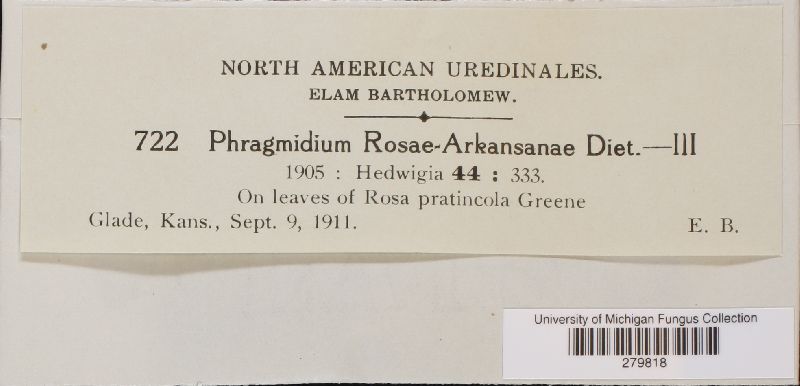 NORTH AMERICAN UREDINALES.
ELAM BARTHOLOMEW.
722 Phragmidium Rosae-Arkansanae Diet.—III
1905 : Hedwigia 44 : 333.
On leaves of Rosa pratincola Greene
Glade, Kans., Sept. 9, 1911. E. B.
University of Michigan Fungus Collection
279818